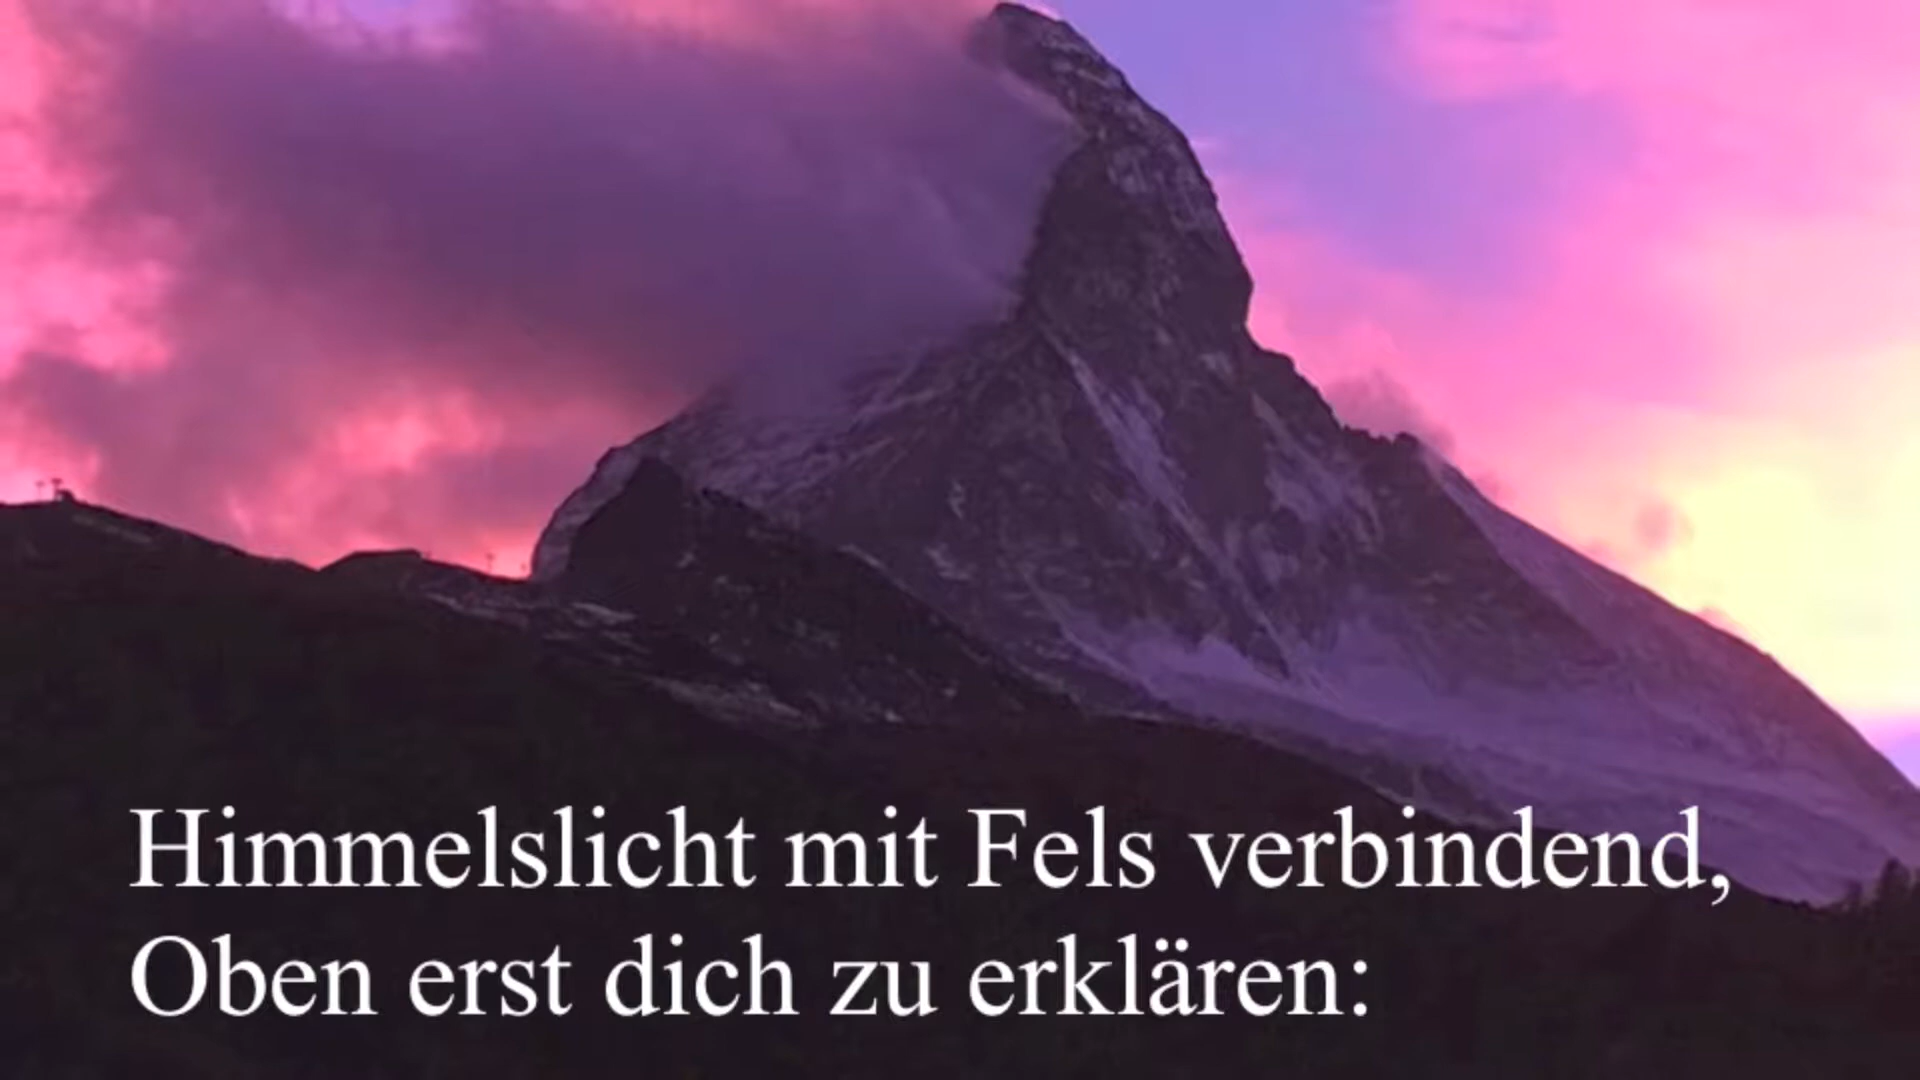 Himmelslicht mit Fels verbindend,
Oben erst dich zu erklären: